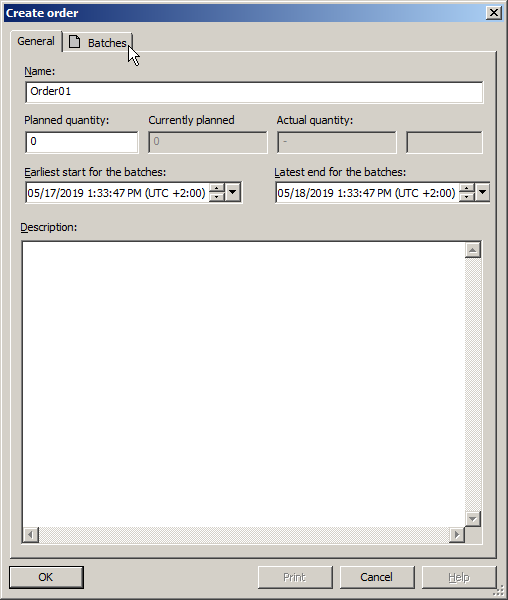 Create order
General Batches
Name:
Order01
Planned quantity: Currently planned Actual quantity:
0 0 -
Earliest start for the batches: Latest end for the batches:
05/17/2019 1:33:47 PM (UTC +2:00) 05/18/2019 1:33:47 PM (UTC +2:00)
Description:
OK Print Cancel Help